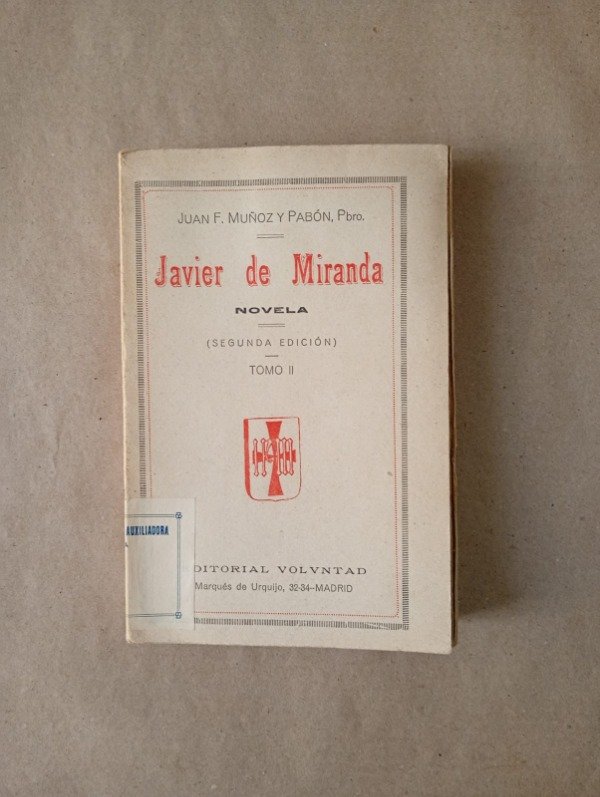 JUAN F. MUÑOZ Y PABÓN, Pbro.
Javier de Miranda
NOVELA
(SEGUNDA EDICIÓN)
TOMO II
EDITORIAL VOLVNTAD
Marqués de Urquijo, 32-34—MADRID
AUXILIADORA